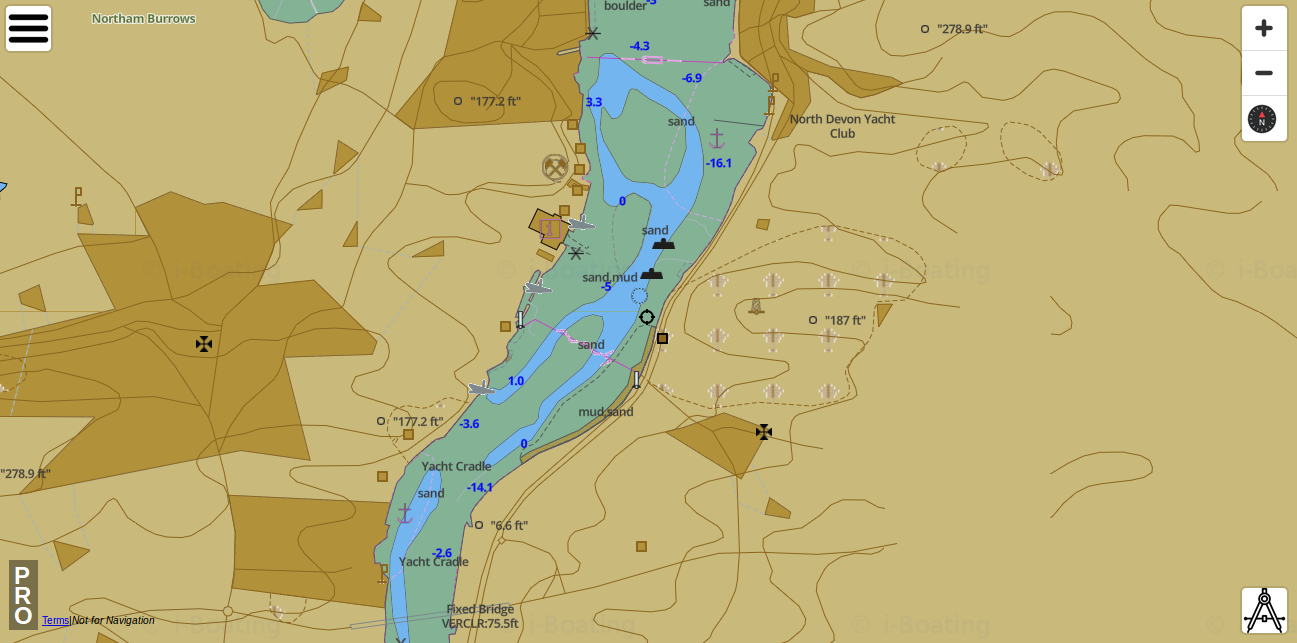 boulder
-3
sand
Northam Burrows
"278.9 ft"
-4.3
-6.9
"177.2 ft"
3.3
sand
North Devon Yacht
Club
N
-16.1
0
sand
© i-Boating
© i-Boating
© i-Boating
© i-Boa
sand,mud
-5
"187 ft"
sand
1.0
mud,sand
"177.2 ft"
-3.6
0
"278.9 ft"
Yacht Cradle
-14.1
sand
"6.6 ft"
-2.6
Yacht Cradle
PRO
Fixed Bridge
VERCLR:75.5ft
Terms|Not for Navigation
© i-Boating
© i-Boating
© i-Boating
© i-Boa